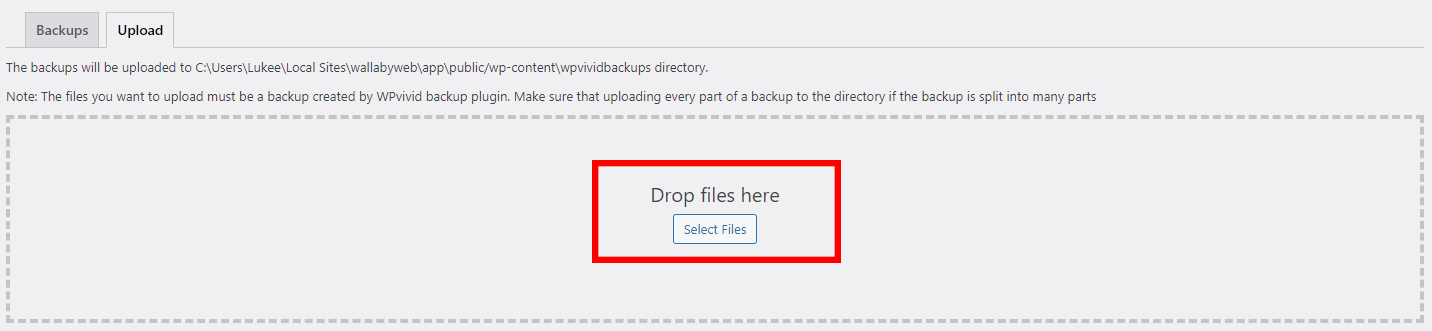 Backups Upload
The backups will be uploaded to C:\Users\Lukee\Local Sites\wallabyweb\app\public/wp-content\wpvividbackups directory.
Note: The files you want to upload must be a backup created by WPvivid backup plugin. Make sure that uploading every part of a backup to the directory if the backup is split into many parts
Drop files here
Select Files